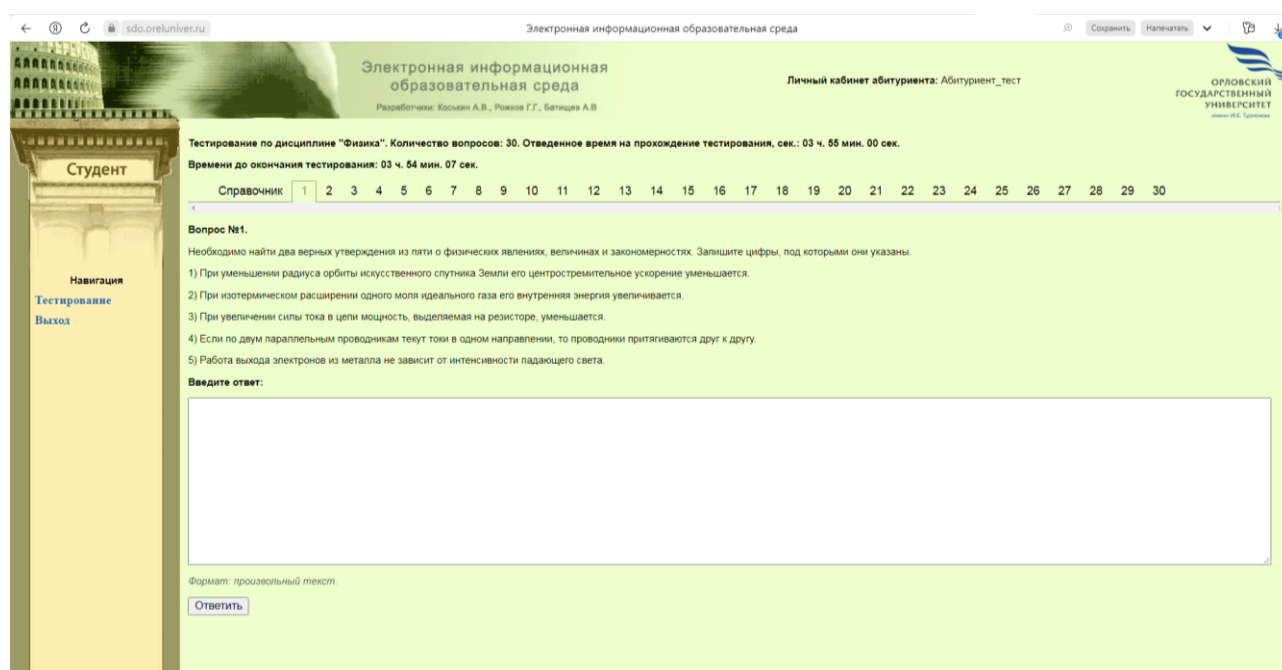 sdo.oreluniver.ru
Электронная информационная образовательная среда
Сохранить
Напечатать
Электронная информационная
образовательная среда
Разработчики: Коськин А.В., Рожков Г.Г., Батищев А.В
Личный кабинет абитуриента: Абитуриент_тест
ОРЛОВСКИЙ
ГОСУДАРСТВЕННЫЙ
УНИВЕРСИТЕТ
имени И.С. Тургенева
Студент
Навигация
Тестирование
Выход
Тестирование по дисциплине "Физика". Количество вопросов: 30. Отведенное время на прохождение тестирования, сек.: 03 ч. 55 мин. 00 сек.
Времени до окончания тестирования: 03 ч. 54 мин. 07 сек.
Справочник 1 2 3 4 5 6 7 8 9 10 11 12 13 14 15 16 17 18 19 20 21 22 23 24 25 26 27 28 29 30
Вопрос №1.
Необходимо найти два верных утверждения из пяти о физических явлениях, величинах и закономерностях. Запишите цифры, под которыми они указаны.
1) При уменьшении радиуса орбиты искусственного спутника Земли его центростремительное ускорение уменьшается.
2) При изотермическом расширении одного моля идеального газа его внутренняя энергия увеличивается.
3) При увеличении силы тока в цепи мощность, выделяемая на резисторе, уменьшается.
4) Если по двум параллельным проводникам текут токи в одном направлении, то проводники притягиваются друг к другу.
5) Работа выхода электронов из металла не зависит от интенсивности падающего света.
Введите ответ:
Формат: произвольный текст.
Ответить